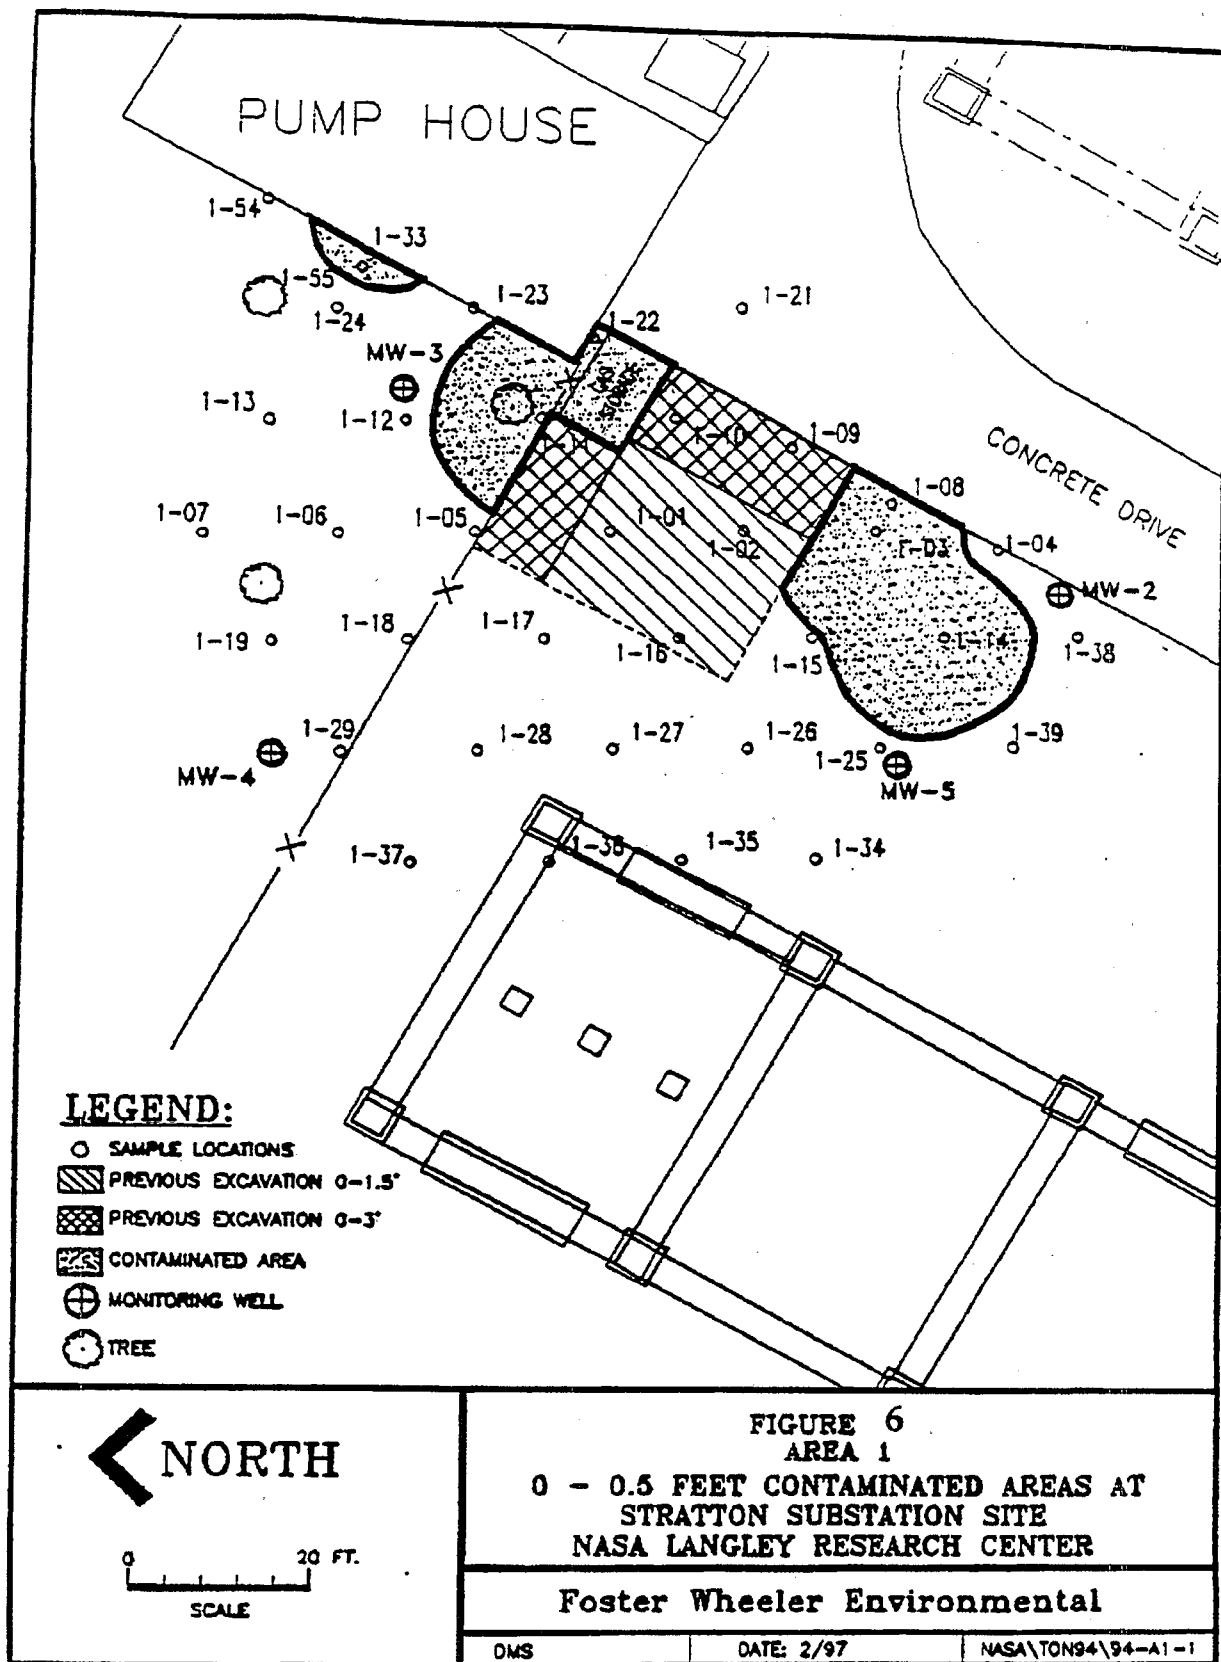 PUMP HOUSE
1-54
1-33
1-55
1-24
1-23
1-22
1-21
MW-3
GAS
STORAGE
1-13
1-12
1-11
1-10
1-09
CONCRETE DRIVE
1-08
1-07
1-06
1-05
1-01
1-02
F-03
1-04
MW-2
1-19
1-18
1-17
1-16
1-15
1-14
1-38
1-29
1-28
1-27
1-26
1-25
1-39
MW-4
MW-5
1-37
1-36
1-35
1-34
LEGEND:
SAMPLE LOCATIONS
PREVIOUS EXCAVATION 0-1.5'
PREVIOUS EXCAVATION 0-3'
CONTAMINATED AREA
MONITORING WELL
TREE
NORTH
0 20 FT.
SCALE
FIGURE 6
AREA 1
0 - 0.5 FEET CONTAMINATED AREAS AT
STRATTON SUBSTATION SITE
NASA LANGLEY RESEARCH CENTER
Foster Wheeler Environmental
DMS
DATE: 2/97
NASA\TON94\94-A1-1